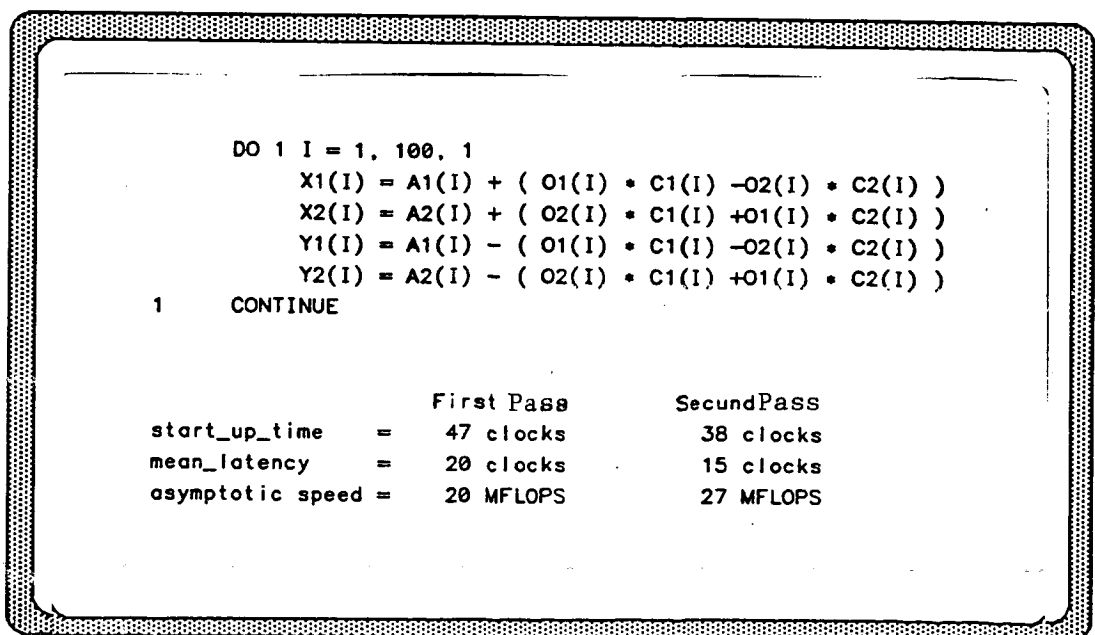 DO 1 I = 1, 100, 1
X1(I) = A1(I) + ( O1(I) * C1(I) -O2(I) * C2(I) )
X2(I) = A2(I) + ( O2(I) * C1(I) +O1(I) * C2(I) )
Y1(I) = A1(I) - ( O1(I) * C1(I) -O2(I) * C2(I) )
Y2(I) = A2(I) - ( O2(I) * C1(I) +O1(I) * C2(I) )
1 CONTINUE
First Pass SecundPass
start_up_time = 47 clocks 38 clocks
mean_latency = 20 clocks 15 clocks
asymptotic speed = 20 MFLOPS 27 MFLOPS